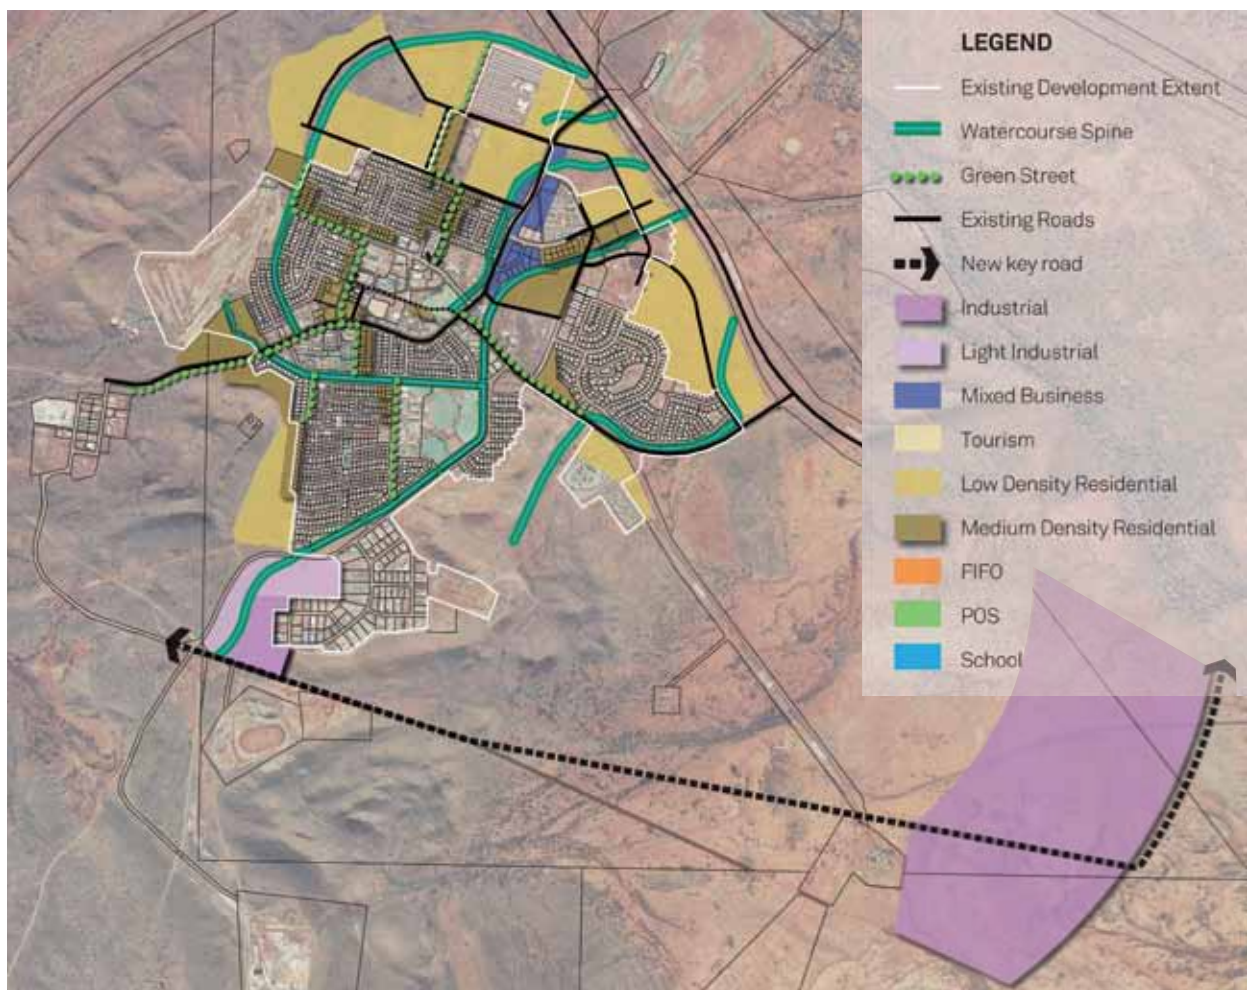 LEGEND
Existing Development Extent
Watercourse Spine
Green Street
Existing Roads
New key road
Industrial
Light Industrial
Mixed Business
Tourism
Low Density Residential
Medium Density Residential
FIFO
POS
School